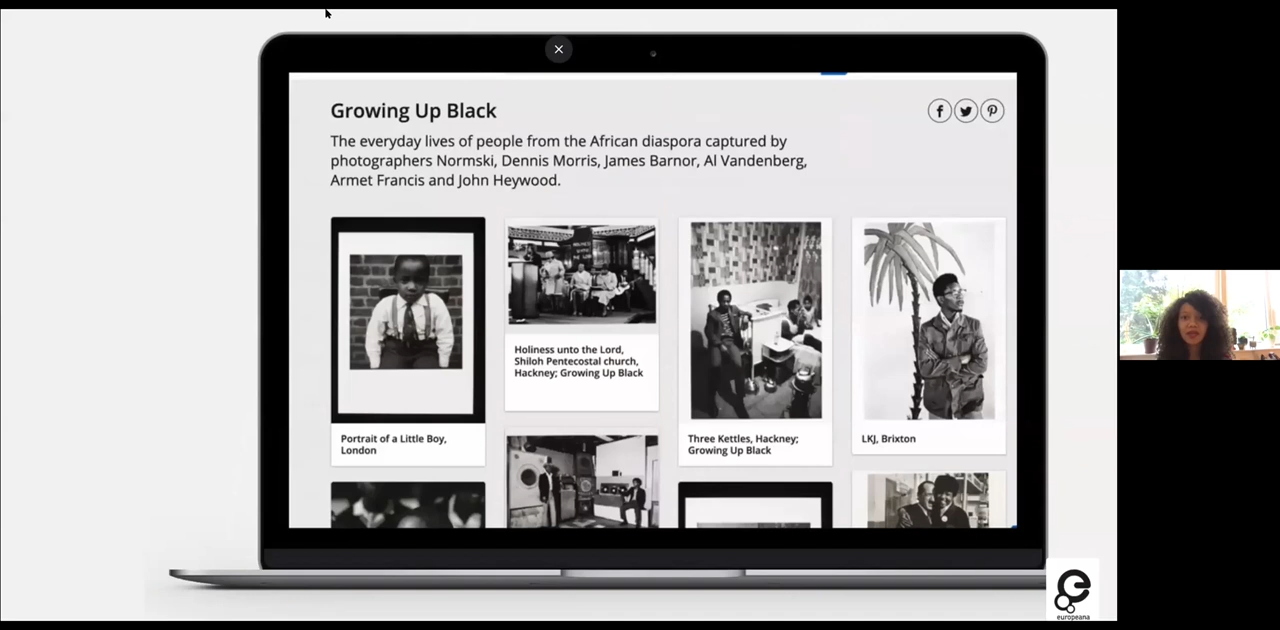 Growing Up Black
The everyday lives of people from the African diaspora captured by
photographers Normski, Dennis Morris, James Barnor, Al Vandenberg,
Armet Francis and John Heywood.
Portrait of a Little Boy,
London
Holiness unto the Lord,
Shiloh Pentecostal church,
Hackney; Growing Up Black
Three Kettles, Hackney;
Growing Up Black
LKJ, Brixton
europeana